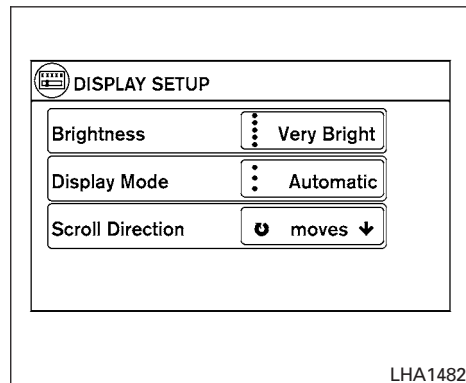 DISPLAY SETUP
Brightness Very Bright
Display Mode Automatic
Scroll Direction moves
LHA1482